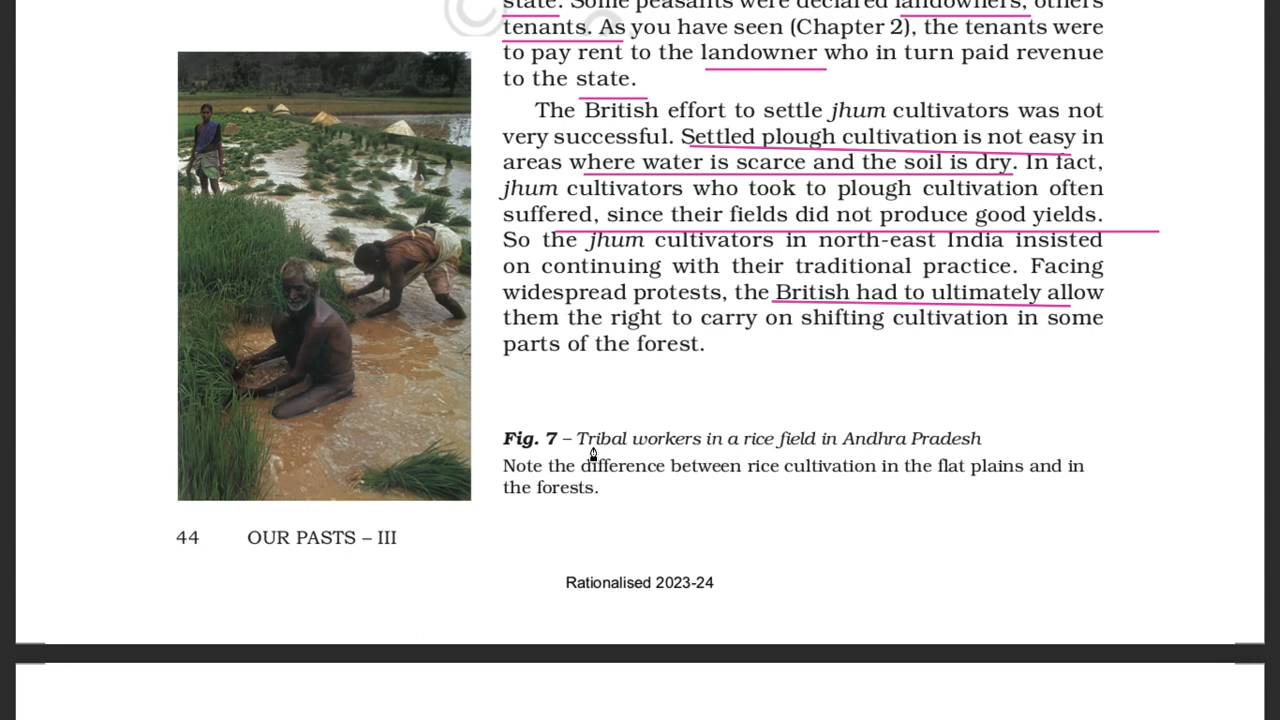 state. Some peasants were declared landowners, others
tenants. As you have seen (Chapter 2), the tenants were
to pay rent to the landowner who in turn paid revenue
to the state.
The British effort to settle jhum cultivators was not
very successful. Settled plough cultivation is not easy in
areas where water is scarce and the soil is dry. In fact,
jhum cultivators who took to plough cultivation often
suffered, since their fields did not produce good yields.
So the jhum cultivators in north-east India insisted
on continuing with their traditional practice. Facing
widespread protests, the British had to ultimately allow
them the right to carry on shifting cultivation in some
parts of the forest.
Fig. 7 – Tribal workers in a rice field in Andhra Pradesh
Note the difference between rice cultivation in the flat plains and in
the forests.
44 OUR PASTS – III
Rationalised 2023-24